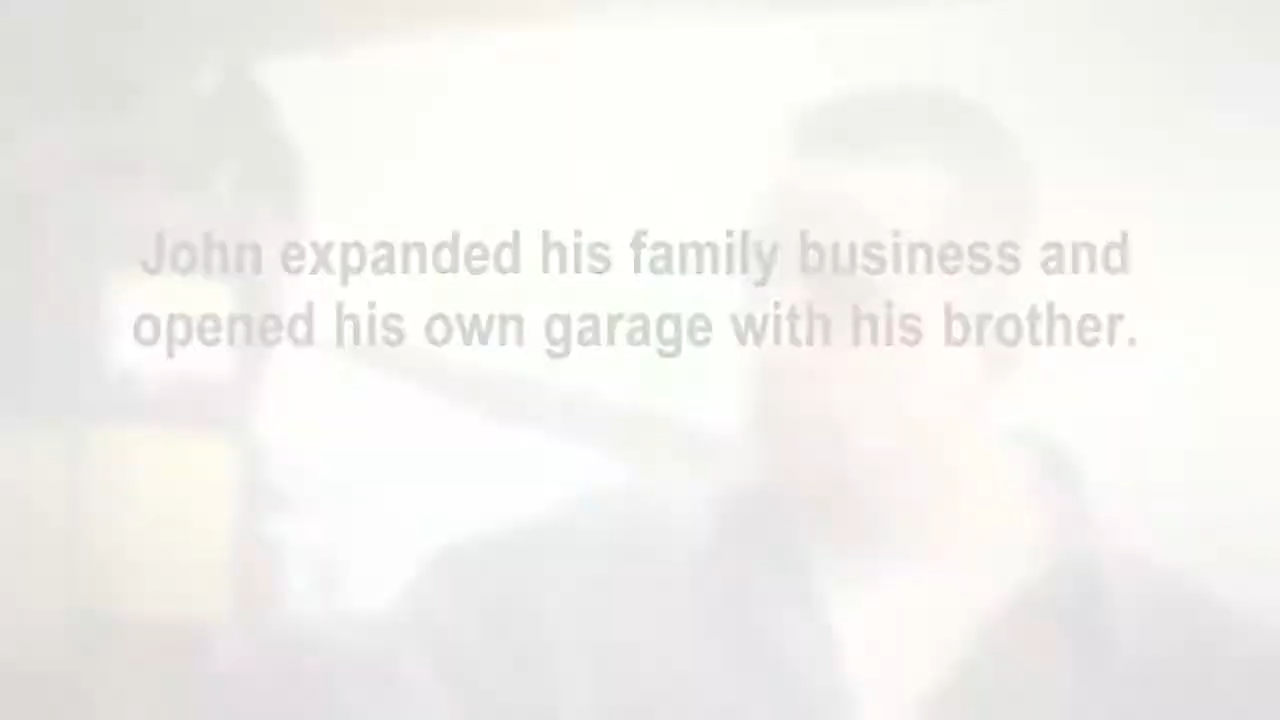 John expanded his family business and
opened his own garage with his brother.